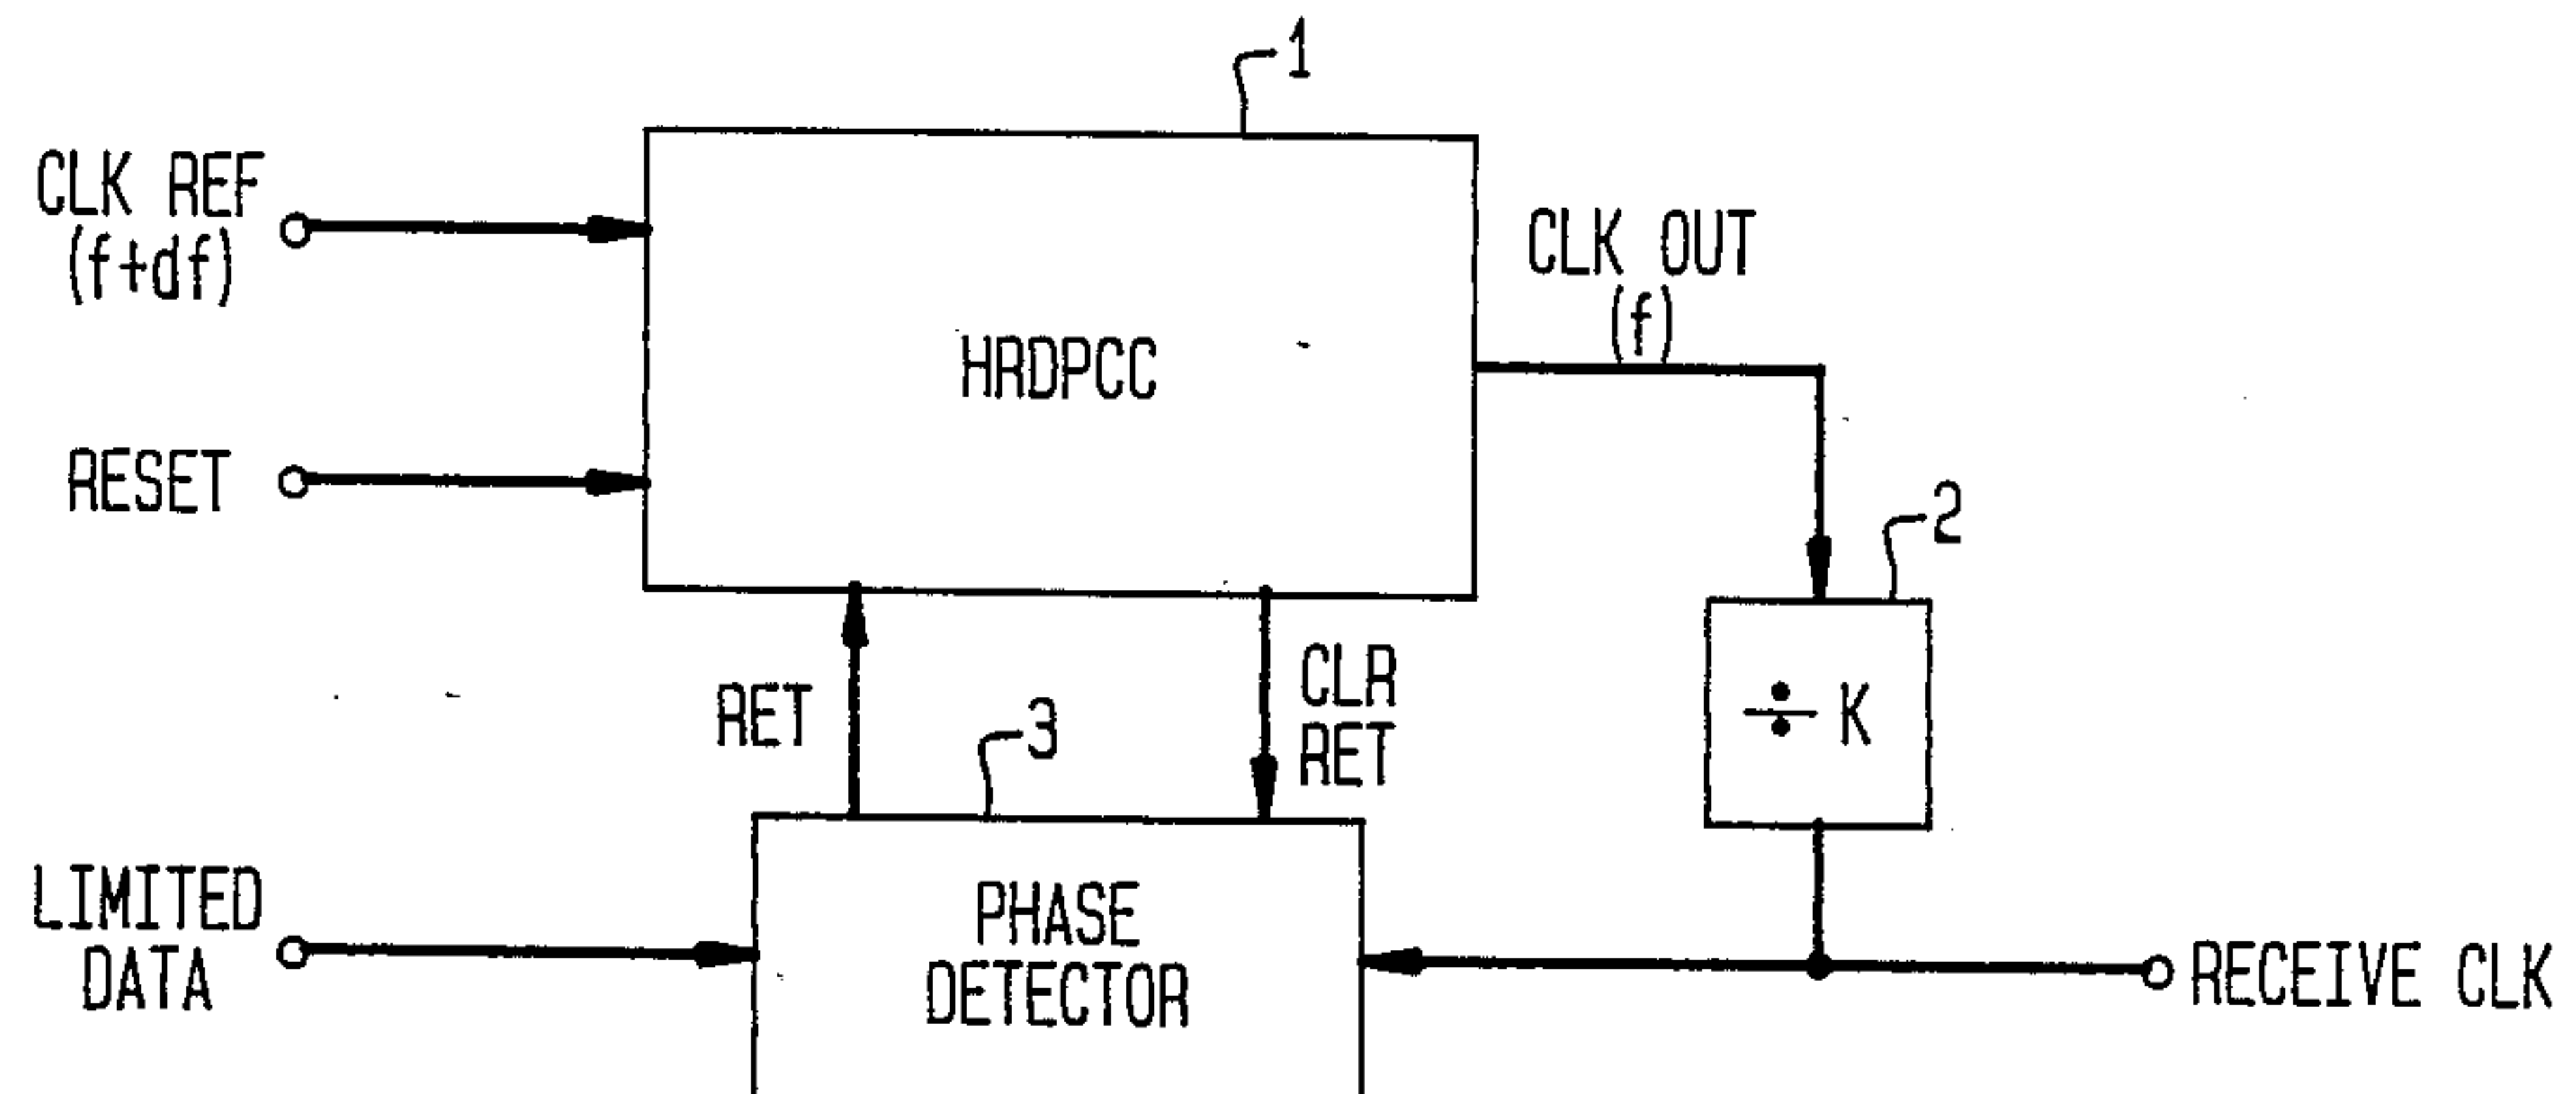 1
CLK REF
(f+df)
CLK OUT
(f)
HRDPCC
RESET
2
RET
CLR
RET
÷ K
3
LIMITED
DATA
PHASE
DETECTOR
RECEIVE CLK